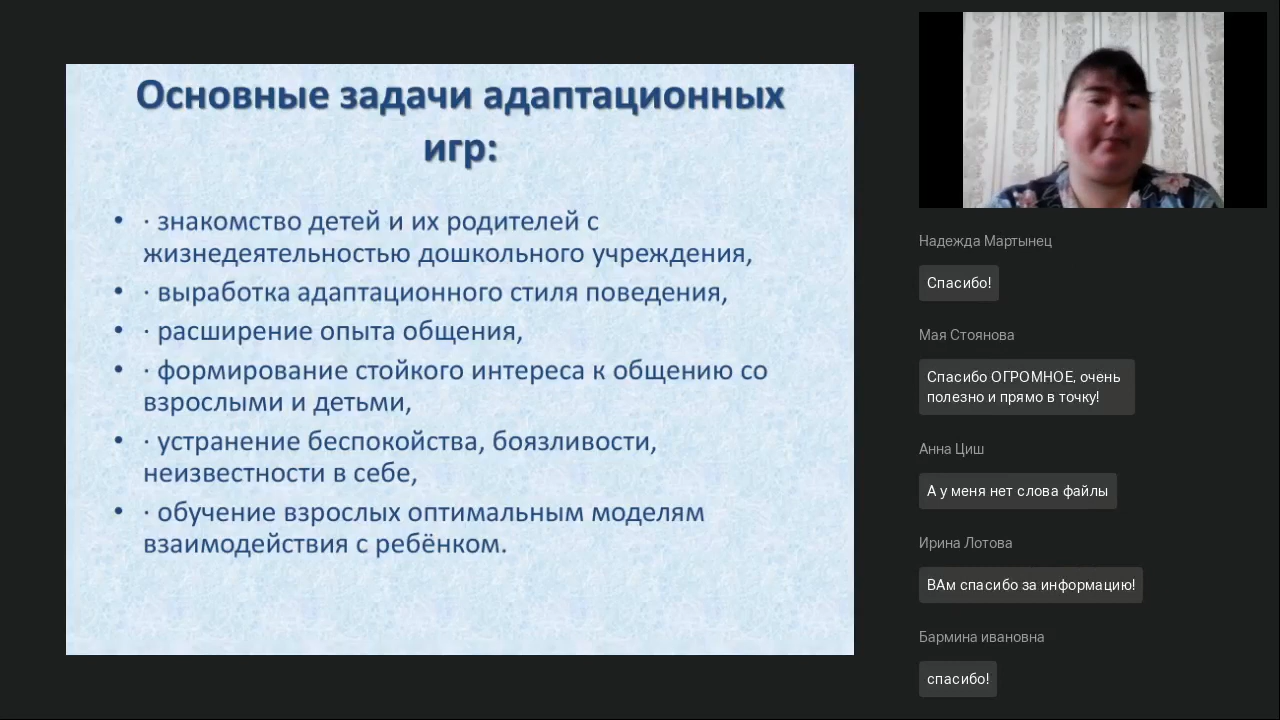 Основные задачи адаптационных
игр:
• · знакомство детей и их родителей с
жизнедеятельностью дошкольного учреждения,
• · выработка адаптационного стиля поведения,
• · расширение опыта общения,
• · формирование стойкого интереса к общению со
взрослыми и детьми,
• · устранение беспокойства, боязливости,
неизвестности в себе,
• · обучение взрослых оптимальным моделям
взаимодействия с ребёнком.
Надежда Мартынец
Спасибо!
Мая Стоянова
Спасибо ОГРОМНОЕ, очень
полезно и прямо в точку!
Анна Циш
А у меня нет слова файлы
Ирина Лотова
ВАм спасибо за информацию!
Бармина ивановна
спасибо!